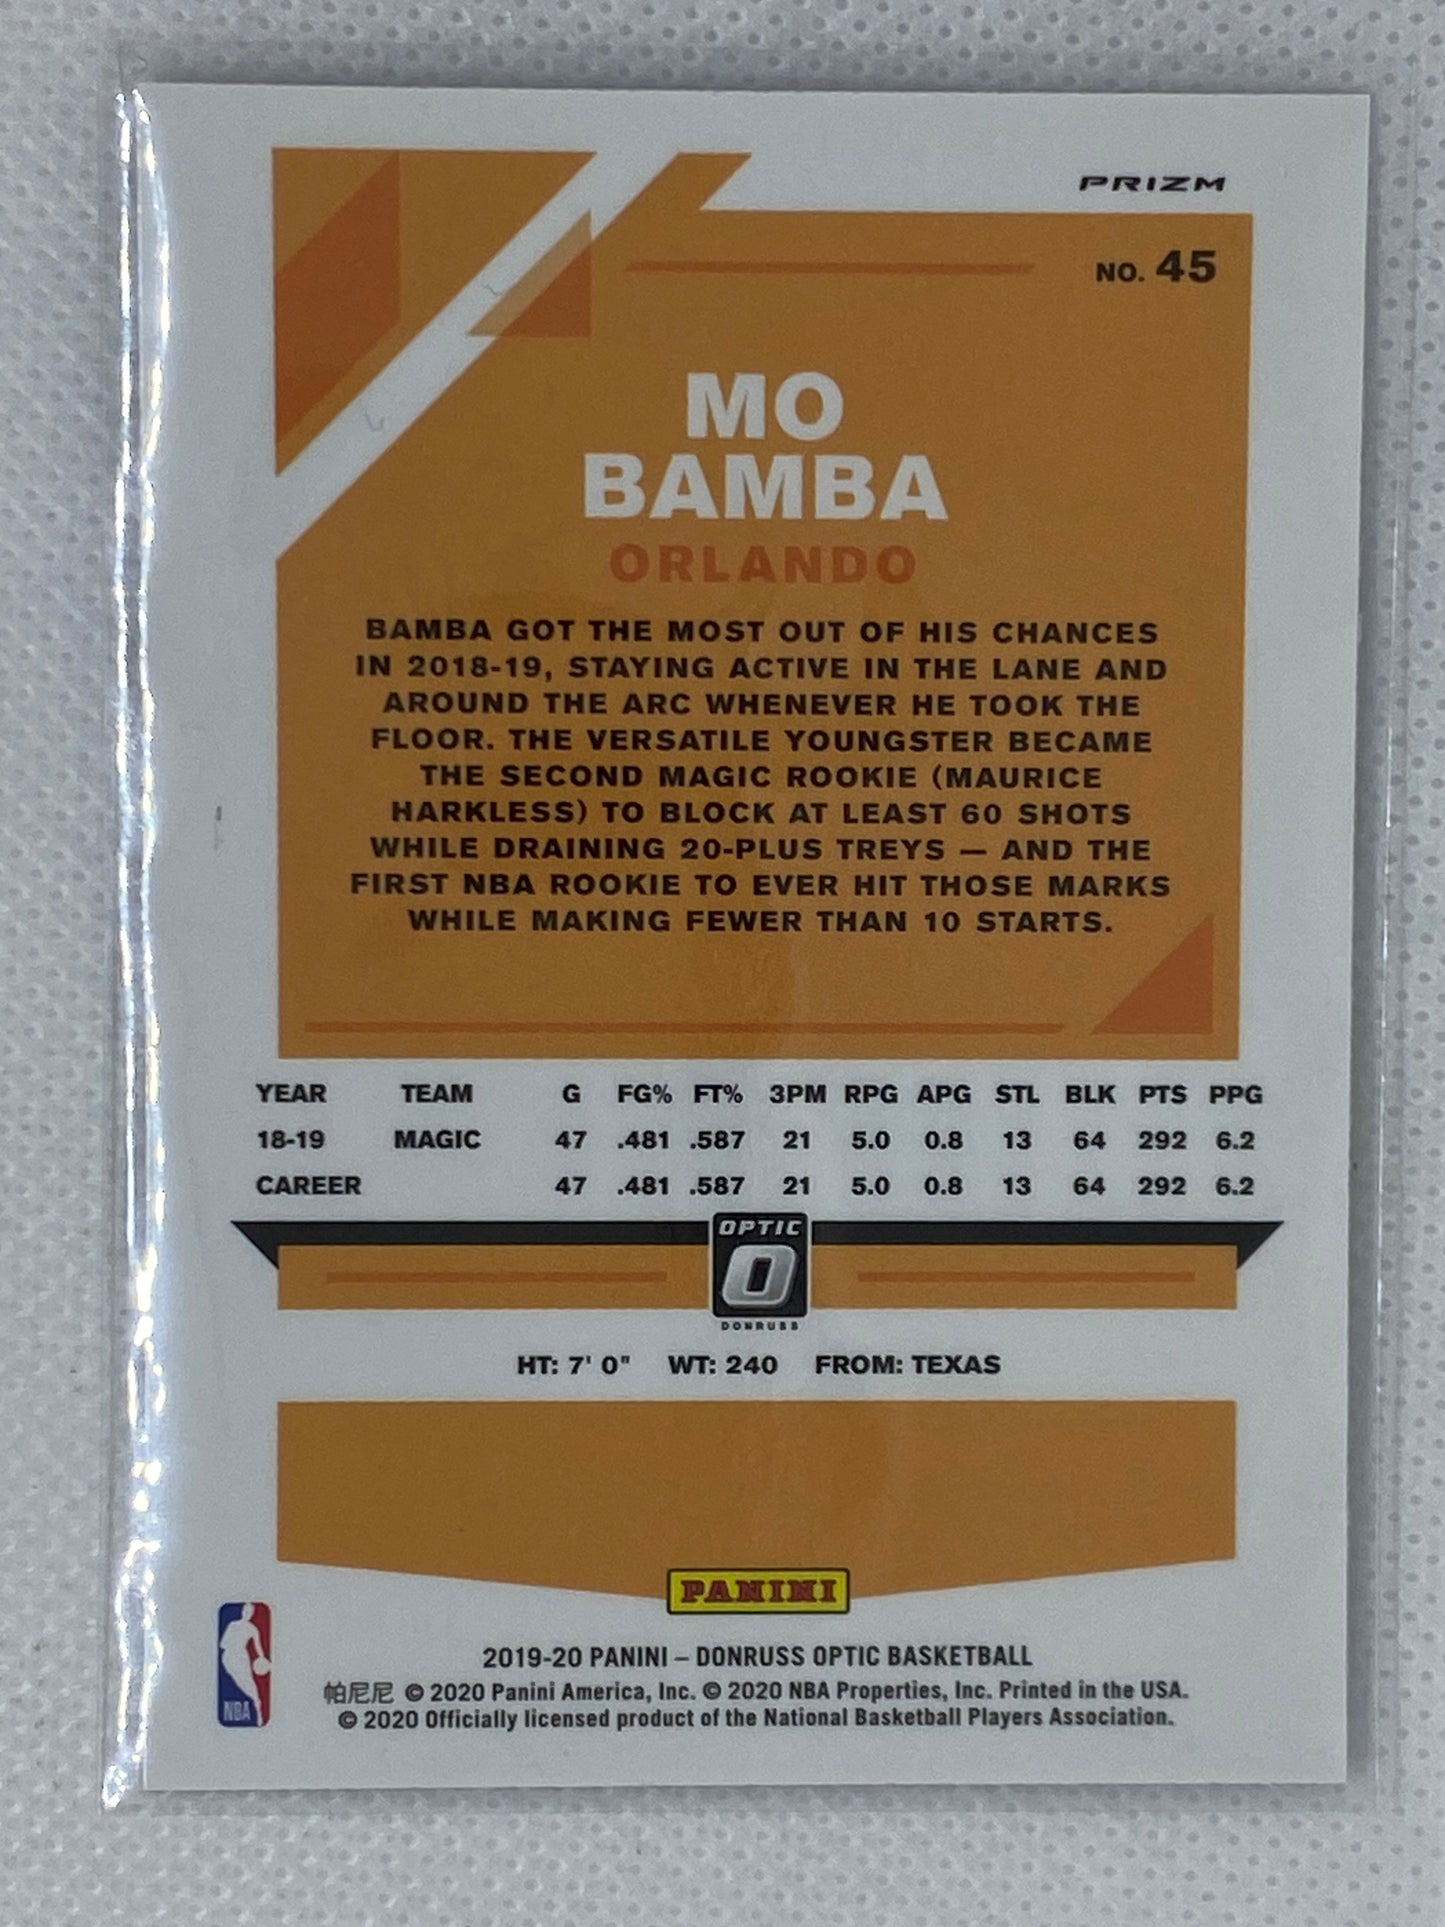 PRIZM
NO. 45
MO
BAMBA
ORLANDO
BAMBA GOT THE MOST OUT OF HIS CHANCES
IN 2018-19, STAYING ACTIVE IN THE LANE AND
AROUND THE ARC WHENEVER HE TOOK THE
FLOOR. THE VERSATILE YOUNGSTER BECAME
THE SECOND MAGIC ROOKIE (MAURICE
HARKLESS) TO BLOCK AT LEAST 60 SHOTS
WHILE DRAINING 20-PLUS TREYS — AND THE
FIRST NBA ROOKIE TO EVER HIT THOSE MARKS
WHILE MAKING FEWER THAN 10 STARTS.
YEAR TEAM G FG% FT% 3PM RPG APG STL BLK PTS PPG
18-19 MAGIC 47 .481 .587 21 5.0 0.8 13 64 292 6.2
CAREER 47 .481 .587 21 5.0 0.8 13 64 292 6.2
OPTIC
O
DONRUSS
HT: 7' 0" WT: 240 FROM: TEXAS
PANINI
NBA
2019-20 PANINI – DONRUSS OPTIC BASKETBALL
帕尼尼 © 2020 Panini America, Inc. © 2020 NBA Properties, Inc. Printed in the USA.
© 2020 Officially licensed product of the National Basketball Players Association.